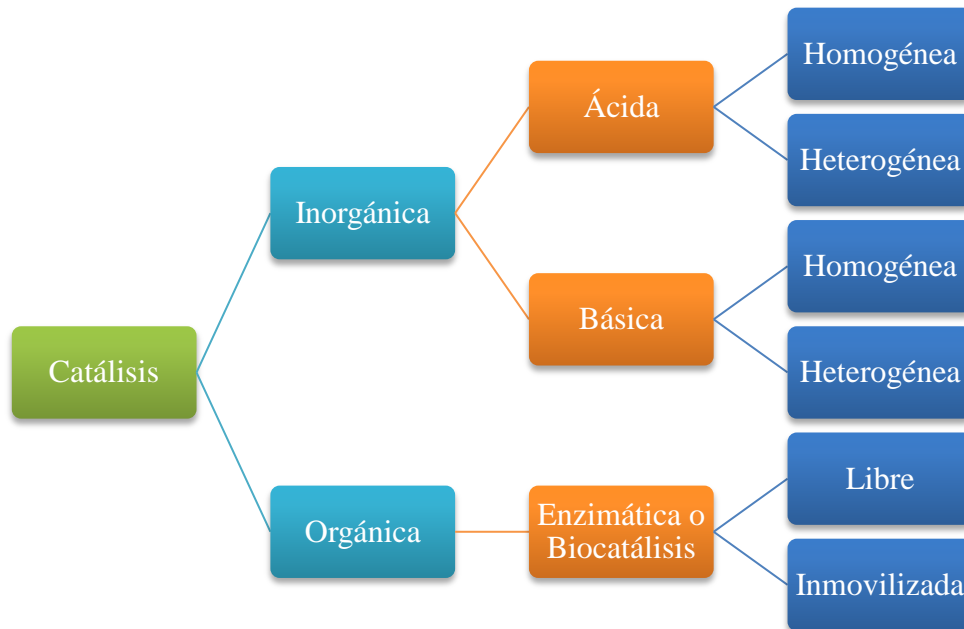 Catálisis
Inorgánica
Ácida
Homogénea
Heterogénea
Básica
Homogénea
Heterogénea
Orgánica
Enzimática o
Biocatálisis
Libre
Inmovilizada